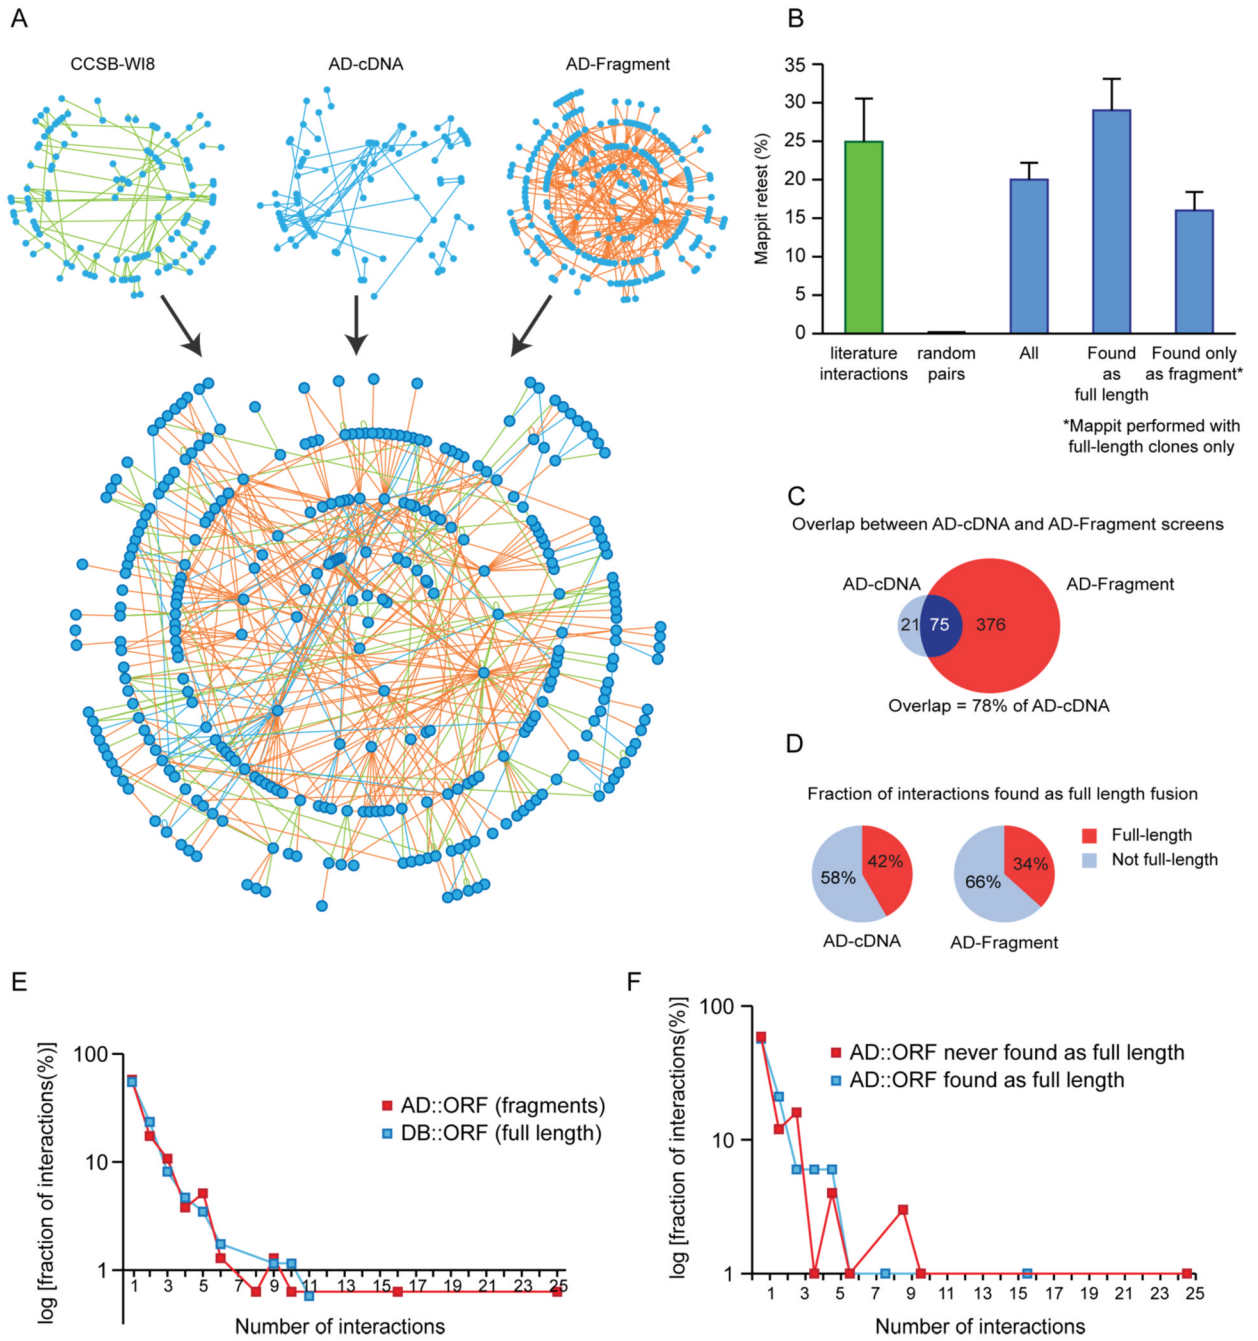 A
CCSB-WI8
AD-cDNA
AD-Fragment
B
Mappit retest (%)
35
30
25
20
15
10
5
0
literature
interactions
random
pairs
All
Found
as
full length
Found only
as fragment*
*Mappit performed with
full-length clones only
C
Overlap between AD-cDNA and AD-Fragment screens
AD-cDNA
AD-Fragment
21
75
376
Overlap = 78% of AD-cDNA
D
Fraction of interactions found as full length fusion
42%
58%
34%
66%
Full-length
Not full-length
AD-cDNA
AD-Fragment
E
log [fraction of interactions(%)]
100
10
1
AD::ORF (fragments)
DB::ORF (full length)
1 3 5 7 9 11 13 15 17 19 21 23 25
Number of interactions
F
log [fraction of interactions(%)]
100
10
1
AD::ORF never found as full length
AD::ORF found as full length
1 3 5 7 9 11 13 15 17 19 21 23 25
Number of interactions